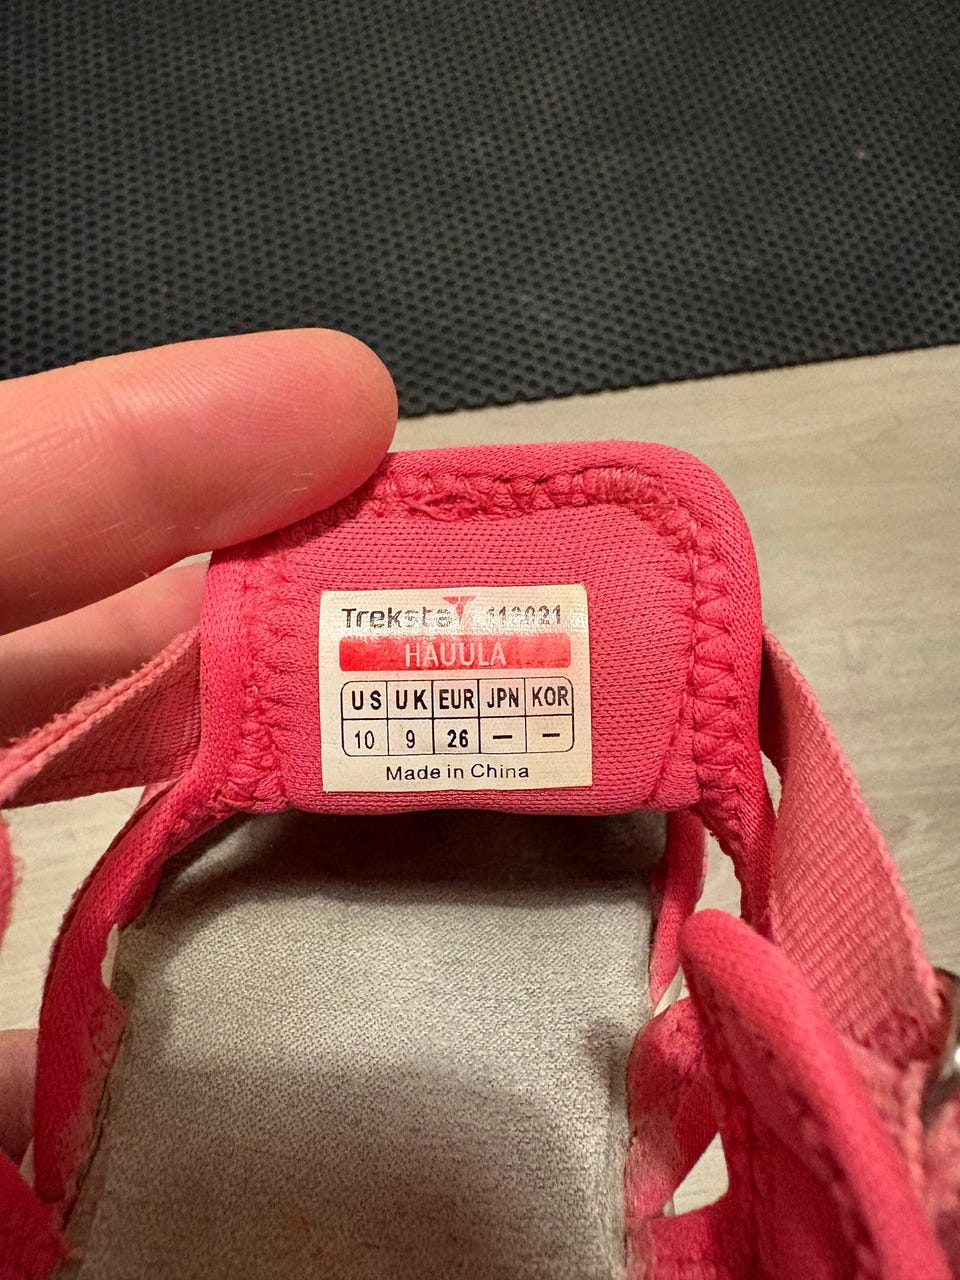 Treksta
HAUULA
US UK EUR JPN KOR
10 9 26 — —
Made in China